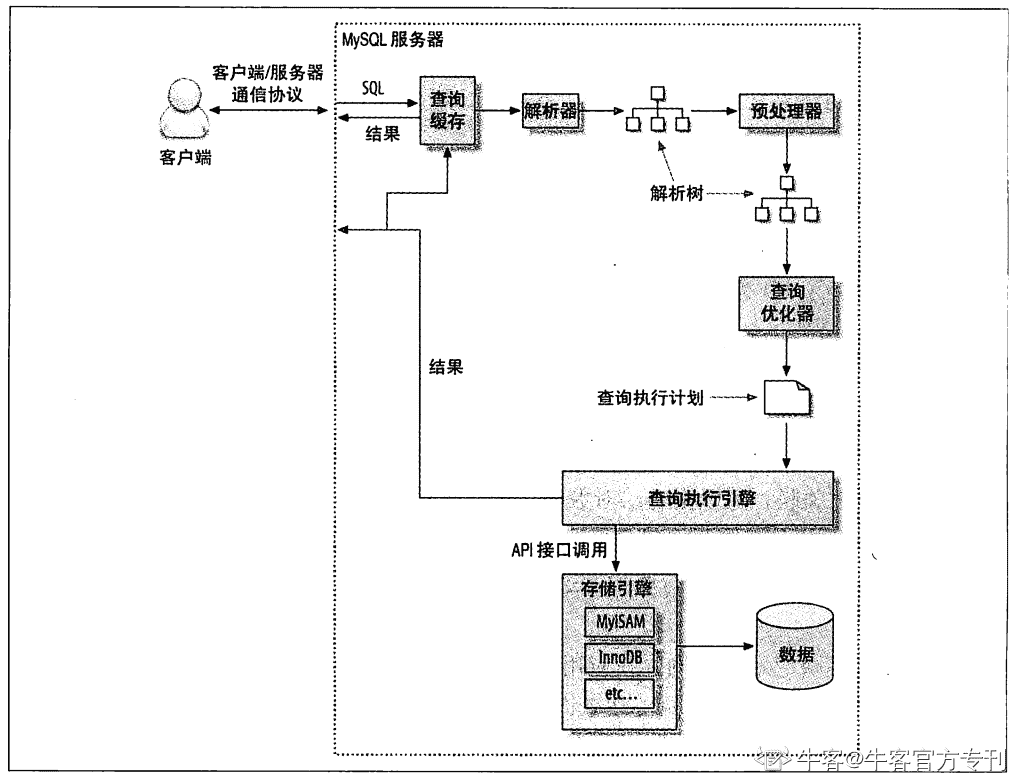 MySQL 服务器
客户端/服务器
通信协议
客户端
SQL
结果
查询
缓存
解析器
预处理器
解析树
查询
优化器
结果
查询执行计划
查询执行引擎
API 接口调用
存储引擎
MyISAM
InnoDB
etc...
数据
牛客@牛客官方专刊